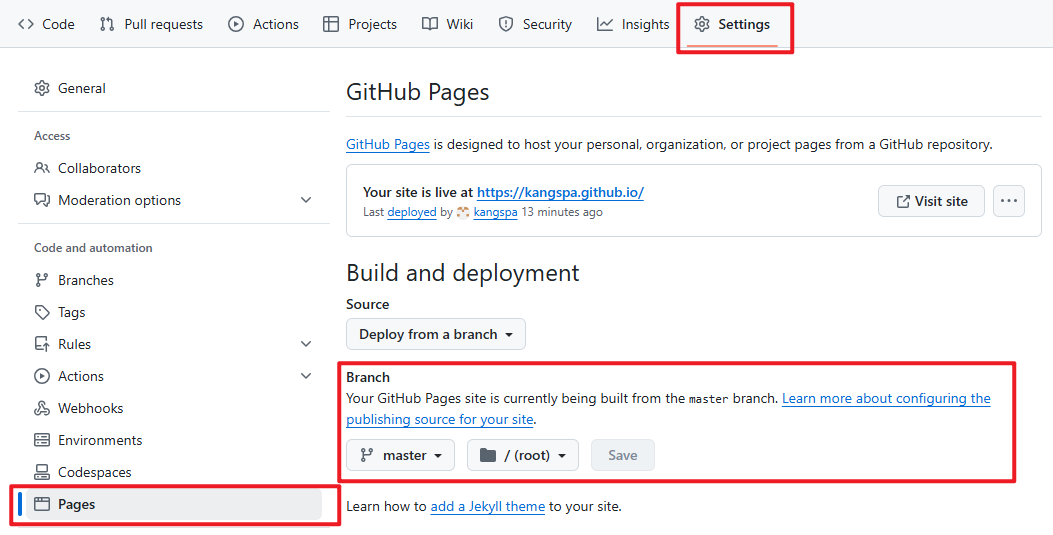 Code Pull requests Actions Projects Wiki Security Insights Settings
General
Access
Collaborators
Moderation options
Code and automation
Branches
Tags
Rules
Actions
Webhooks
Environments
Codespaces
Pages
GitHub Pages
GitHub Pages is designed to host your personal, organization, or project pages from a GitHub repository.
Your site is live at https://kangspa.github.io/
Last deployed by kangspa 13 minutes ago
Visit site
Build and deployment
Source
Deploy from a branch
Branch
Your GitHub Pages site is currently being built from the master branch. Learn more about configuring the
publishing source for your site.
master / (root) Save
Learn how to add a Jekyll theme to your site.